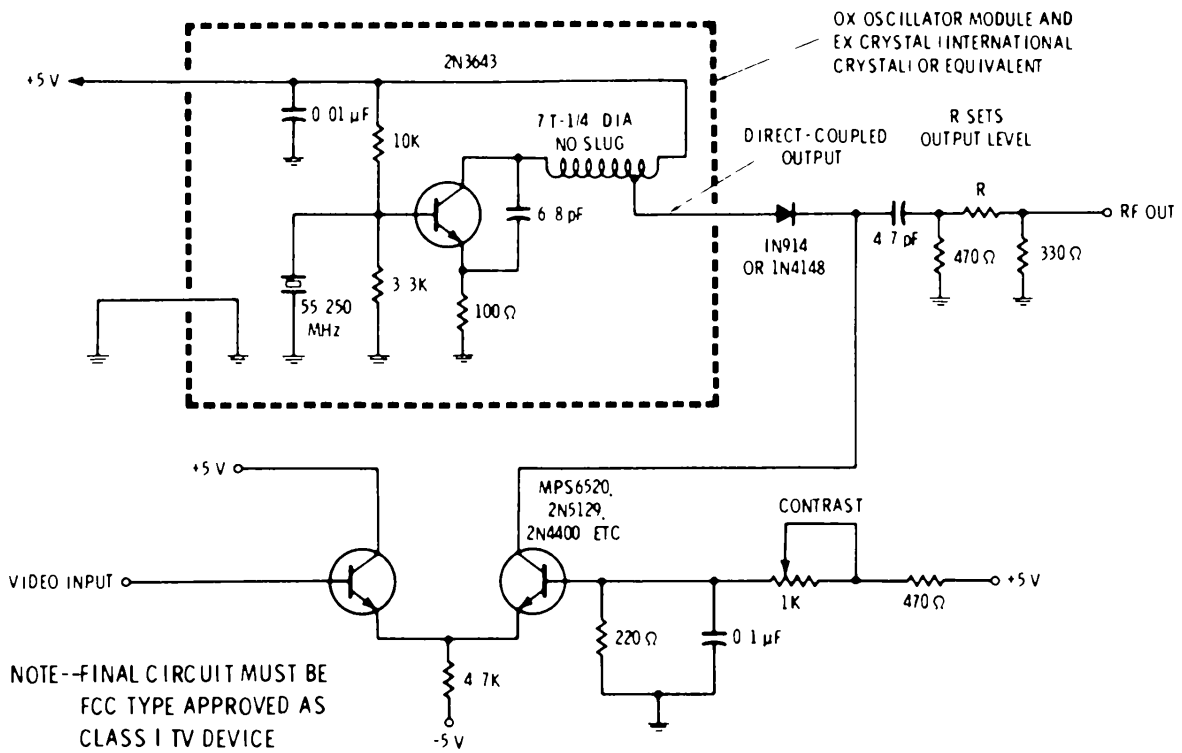 OX OSCILLATOR MODULE AND
EX CRYSTAL (INTERNATIONAL
CRYSTAL) OR EQUIVALENT
+5 V
2N3643
0.01 µF
10K
7 T-1/4 DIA
NO SLUG
DIRECT-COUPLED
OUTPUT
R SETS
OUTPUT LEVEL
6.8 pF
R
RF OUT
1N914
OR 1N4148
4.7 pF
470 Ω
330 Ω
55.250
MHz
3.3K
100 Ω
+5 V
MPS6520,
2N5129,
2N4400 ETC
CONTRAST
VIDEO INPUT
1K
470 Ω
+5 V
220 Ω
0.1 µF
4.7K
-5 V
NOTE--FINAL CIRCUIT MUST BE
FCC TYPE APPROVED AS
CLASS I TV DEVICE